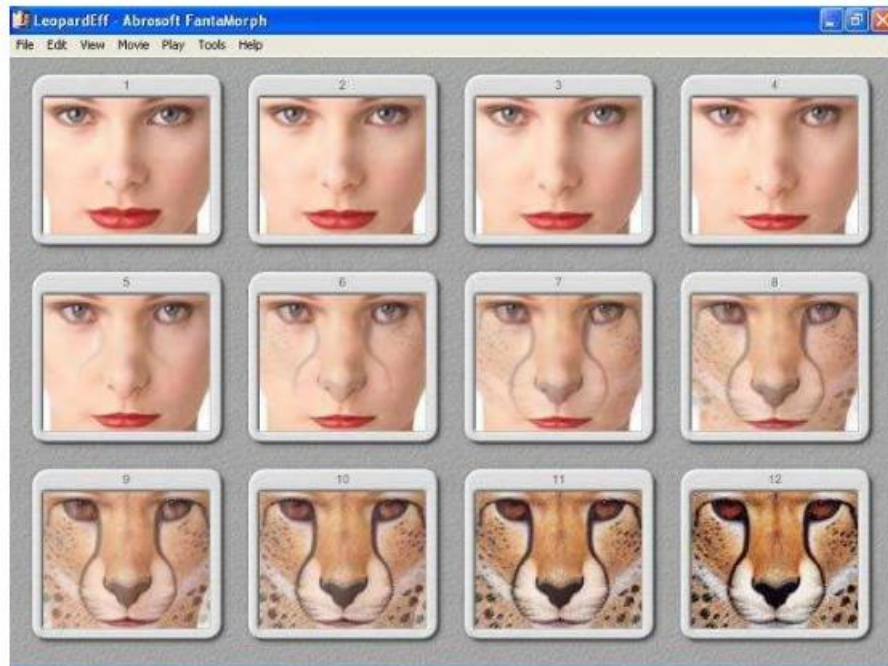 LeopardEff - Abrosoft FantaMorph
File Edit View Movie Play Tools Help
1 2 3 4
5 6 7 8
9 10 11 12